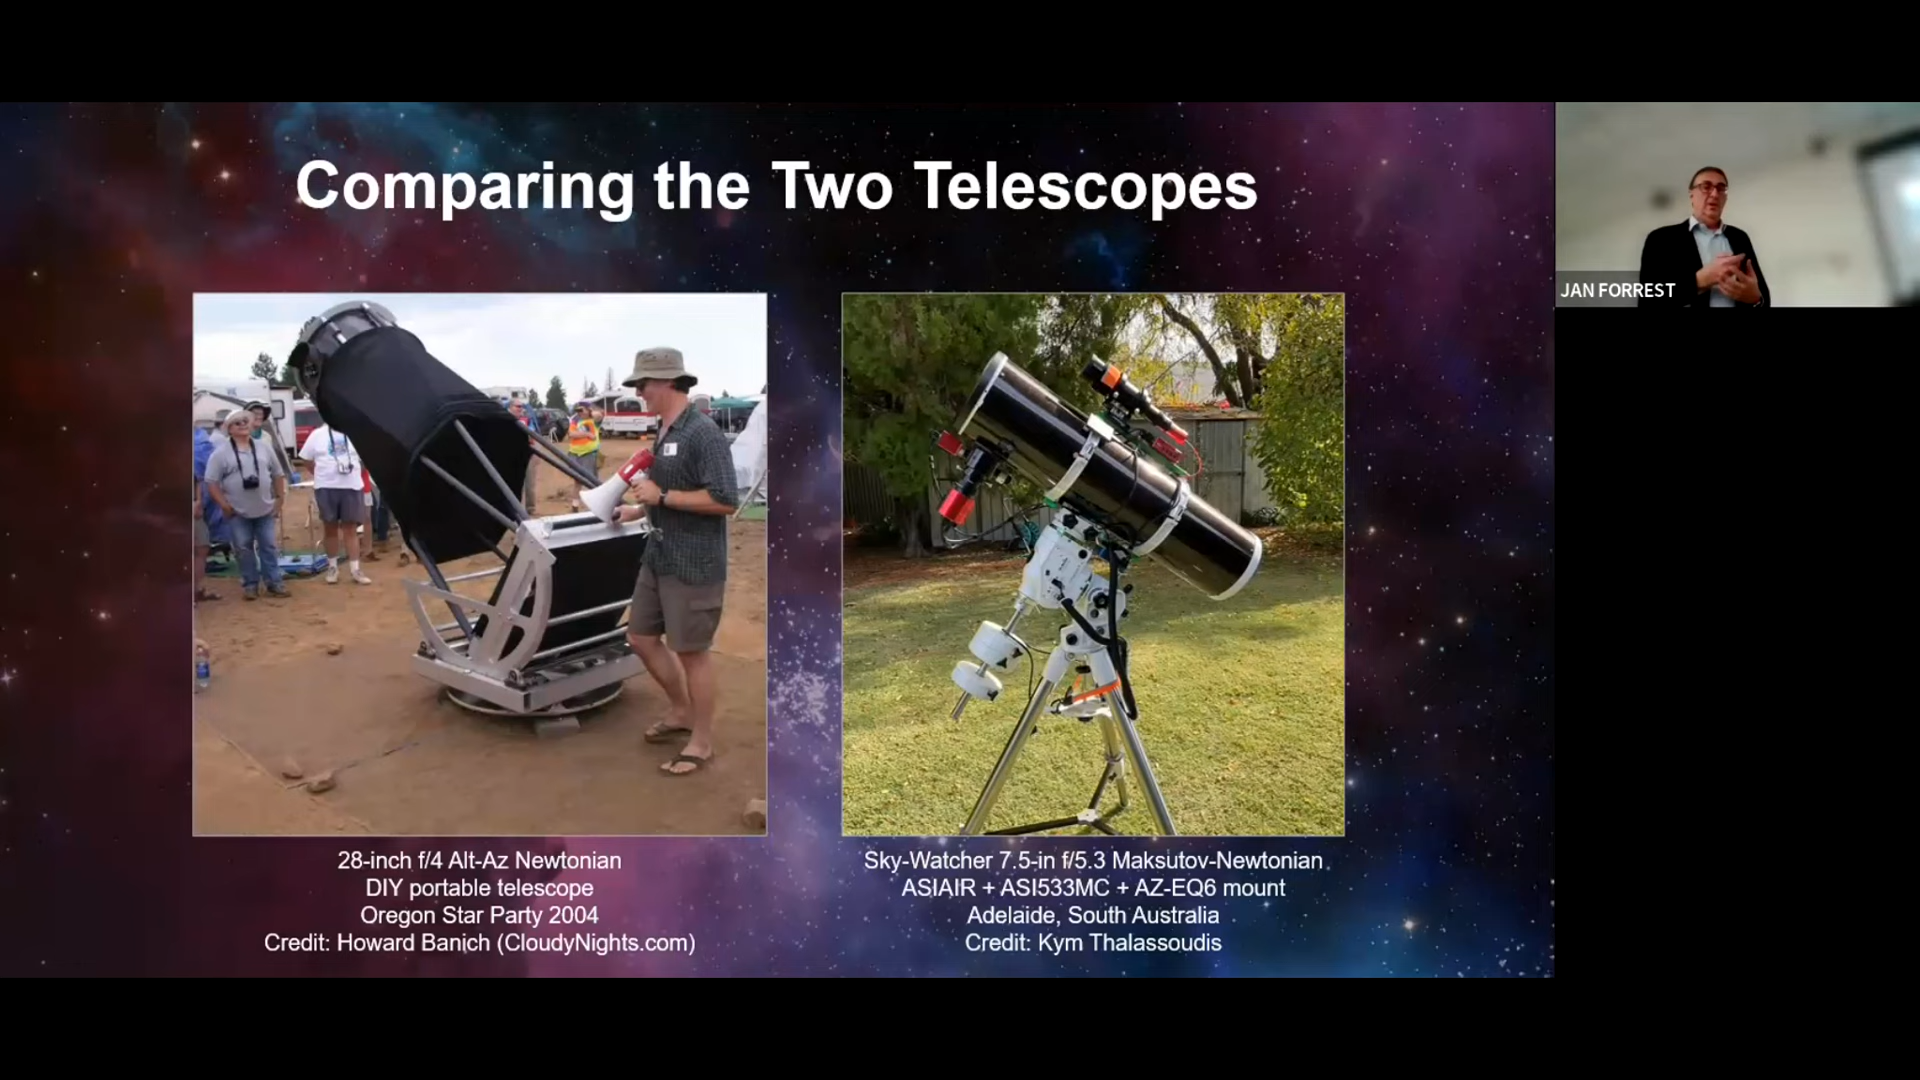 Comparing the Two Telescopes
JAN FORREST
28-inch f/4 Alt-Az Newtonian
DIY portable telescope
Oregon Star Party 2004
Credit: Howard Banich (CloudyNights.com)
Sky-Watcher 7.5-in f/5.3 Maksutov-Newtonian
ASIAIR + ASI533MC + AZ-EQ6 mount
Adelaide, South Australia
Credit: Kym Thalassoudis